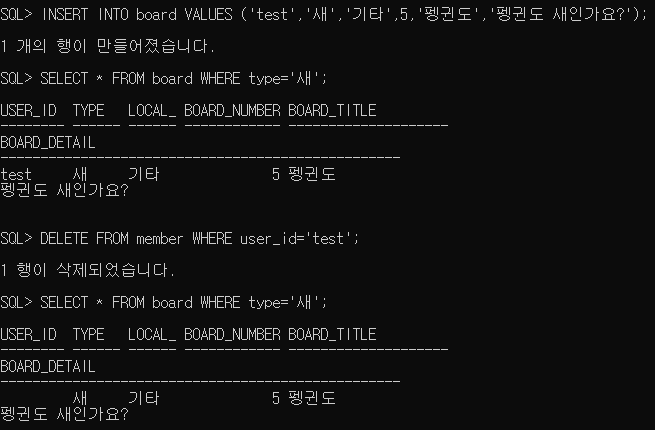 SQL> INSERT INTO board VALUES ('test','새','기타',5,'펭귄도','펭귄도 새인가요?');
1 개의 행이 만들어졌습니다.
SQL> SELECT * FROM board WHERE type='새';
USER_ID TYPE LOCAL_ BOARD_NUMBER BOARD_TITLE
-------- ------ ------ ------------ --------------------
BOARD_DETAIL
--------------------------------------------------
test 새 기타 5 펭귄도
펭귄도 새인가요?
SQL> DELETE FROM member WHERE user_id='test';
1 행이 삭제되었습니다.
SQL> SELECT * FROM board WHERE type='새';
USER_ID TYPE LOCAL_ BOARD_NUMBER BOARD_TITLE
-------- ------ ------ ------------ --------------------
BOARD_DETAIL
--------------------------------------------------
새 기타 5 펭귄도
펭귄도 새인가요?